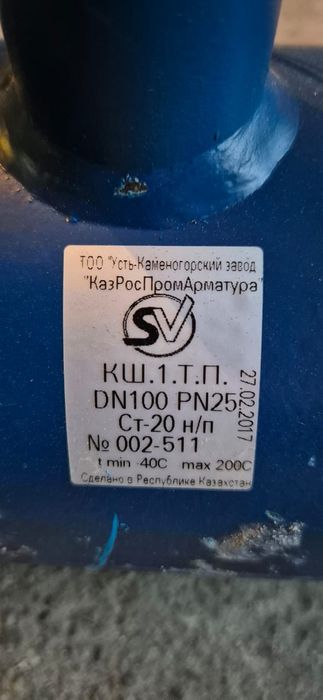 ТОО "Усть-Каменогорский завод
"КазРосПромАрматура"
SV
КШ.1.Т.П.
DN100 PN25
Ст-20 н/п
№ 002-511
t min -40C max 200C
Сделано в Республике Казахстан
27.02.2017